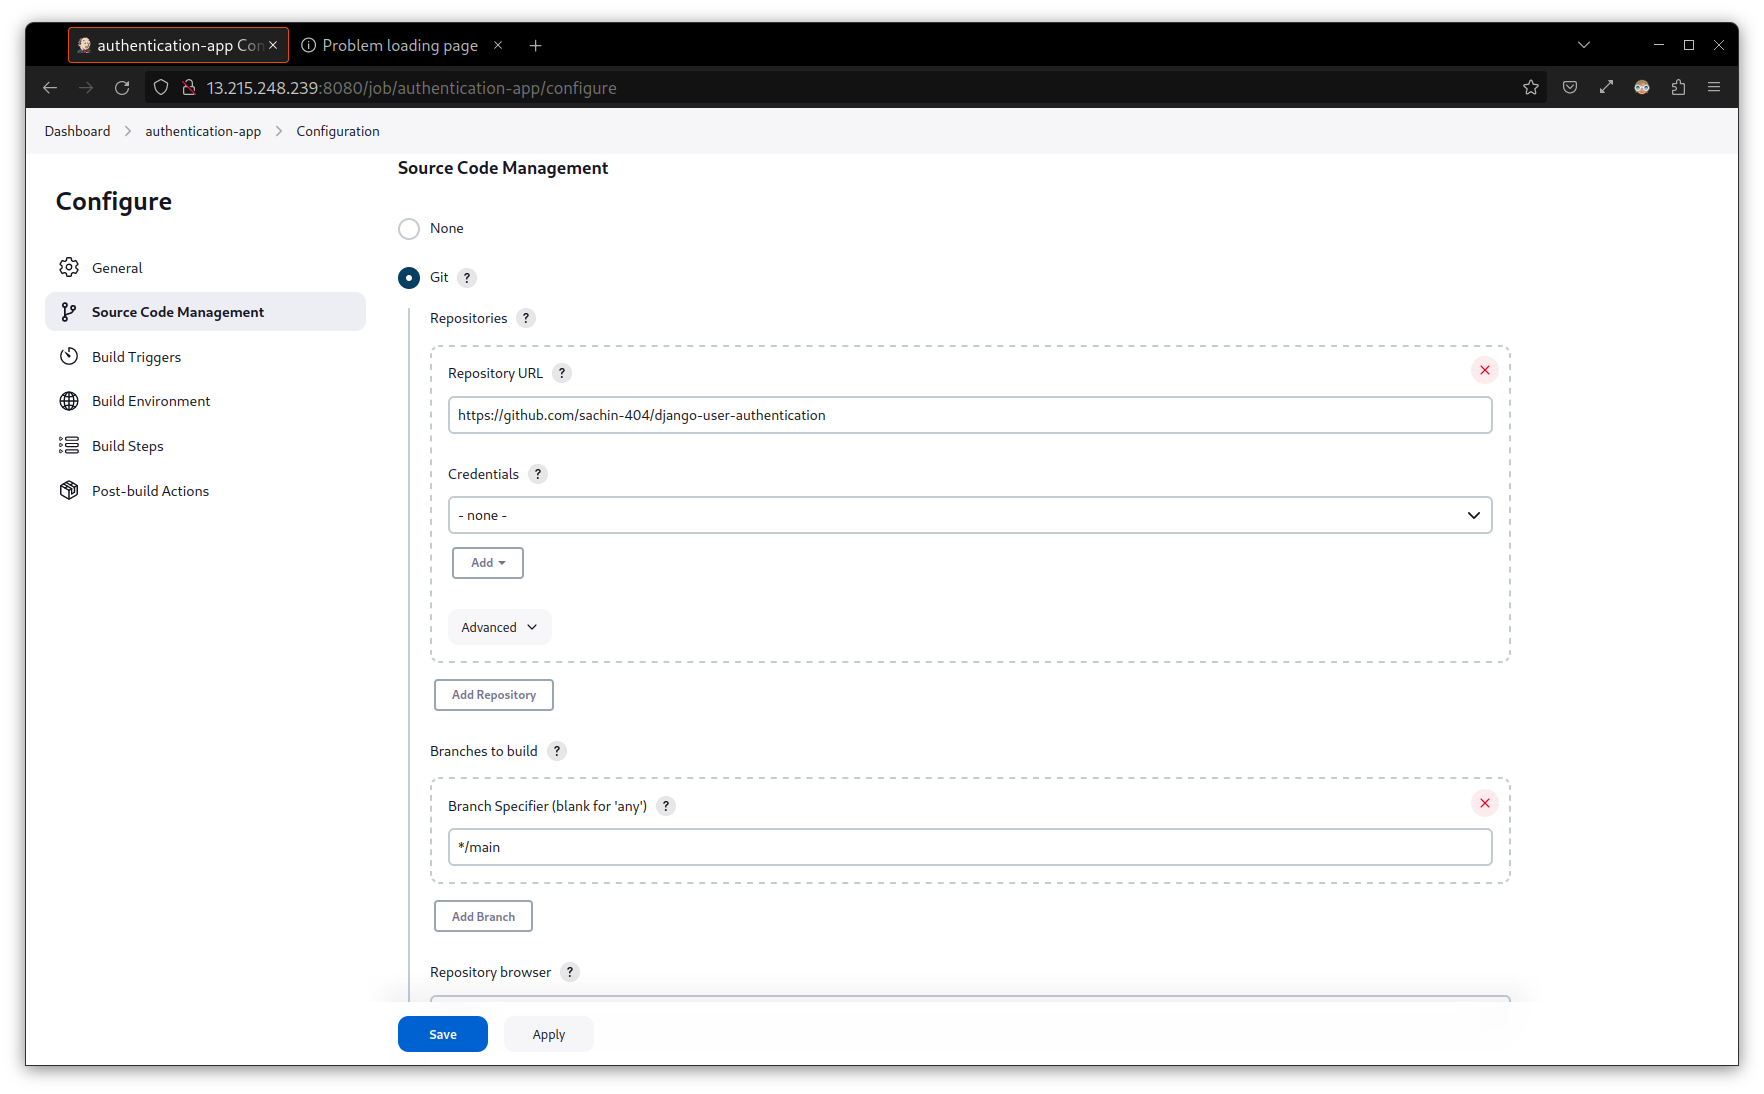 authentication-app Con
Problem loading page
13.215.248.239:8080/job/authentication-app/configure
Dashboard > authentication-app > Configuration
Configure
General
Source Code Management
Build Triggers
Build Environment
Build Steps
Post-build Actions
Source Code Management
None
Git ?
Repositories ?
Repository URL ?
https://github.com/sachin-404/django-user-authentication
Credentials ?
- none -
Add
Advanced
Add Repository
Branches to build ?
Branch Specifier (blank for 'any') ?
*/main
Add Branch
Repository browser ?
Save
Apply